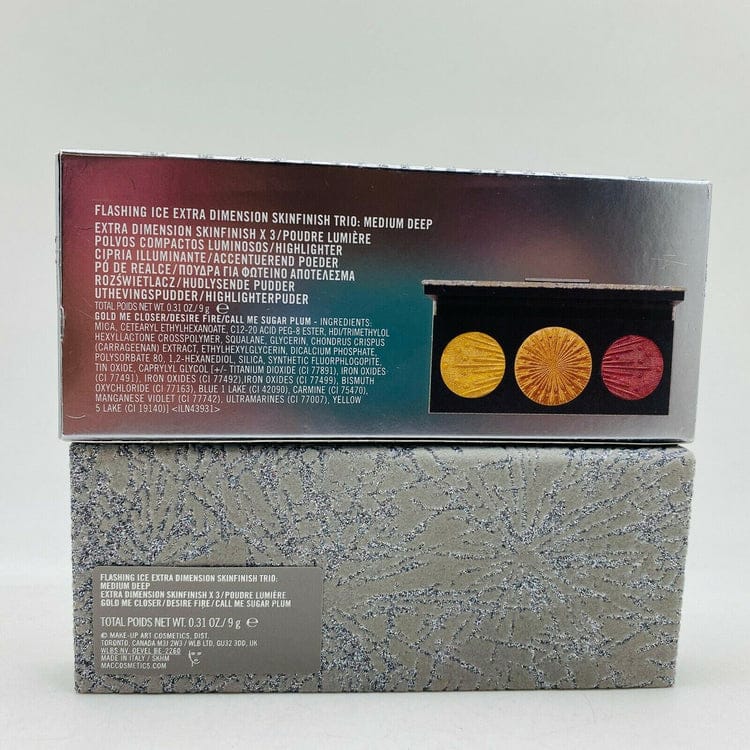 FLASHING ICE EXTRA DIMENSION SKINFINISH TRIO: MEDIUM DEEP
EXTRA DIMENSION SKINFINISH X 3/POUDRE LUMIÈRE
POLVOS COMPACTOS LUMINOSOS/HIGHLIGHTER
CIPRIA ILLUMINANTE/ACCENTUEREND POEDER
PÓ DE REALCE/ΠΟΥΔΡΑ ΓΙΑ ΦΩΤΕΙΝΟ ΑΠΟΤΕΛΕΣΜΑ
ROZŚWIETLACZ/HUDLYSENDE PUDDER
UTHEVINGSPUDDER/HIGHLIGHTERPUDER
TOTAL POIDS NET WT. 0.31 OZ/9g ℮
GOLD ME CLOSER/DESIRE FIRE/CALL ME SUGAR PLUM - INGREDIENTS:
MICA, CETEARYL ETHYLHEXANOATE, C12-20 ACID PEG-8 ESTER, HDI/TRIMETHYLOL
HEXYLLACTONE CROSSPOLYMER, SQUALANE, GLYCERIN, CHONDRUS CRISPUS
(CARRAGEENAN) EXTRACT, ETHYLHEXYLGLYCERIN, DICALCIUM PHOSPHATE,
POLYSORBATE 80, 1,2-HEXANEDIOL, SILICA, SYNTHETIC FLUORPHLOGOPITE,
TIN OXIDE, CAPRYLYL GLYCOL [+/- TITANIUM DIOXIDE (CI 77891), IRON OXIDES
(CI 77491), IRON OXIDES (CI 77492),IRON OXIDES (CI 77499), BISMUTH
OXYCHLORIDE (CI 77163), BLUE 1 LAKE (CI 42090), CARMINE (CI 75470),
MANGANESE VIOLET (CI 77742), ULTRAMARINES (CI 77007), YELLOW
5 LAKE (CI 19140)] <ILN43931>
FLASHING ICE EXTRA DIMENSION SKINFINISH TRIO:
MEDIUM DEEP
EXTRA DIMENSION SKINFINISH X 3/POUDRE LUMIÈRE
GOLD ME CLOSER/DESIRE FIRE/CALL ME SUGAR PLUM
TOTAL POIDS NET WT. 0.31 OZ/9g ℮
© MAKE-UP ART COSMETICS, DIST.
TORONTO, CANADA M3J 2W3 / WLB LTD, GU32 3DD, UK
WLBS NV, OEVEL BE-2260
MADE IN ITALY / SKHM
MACCOSMETICS.COM